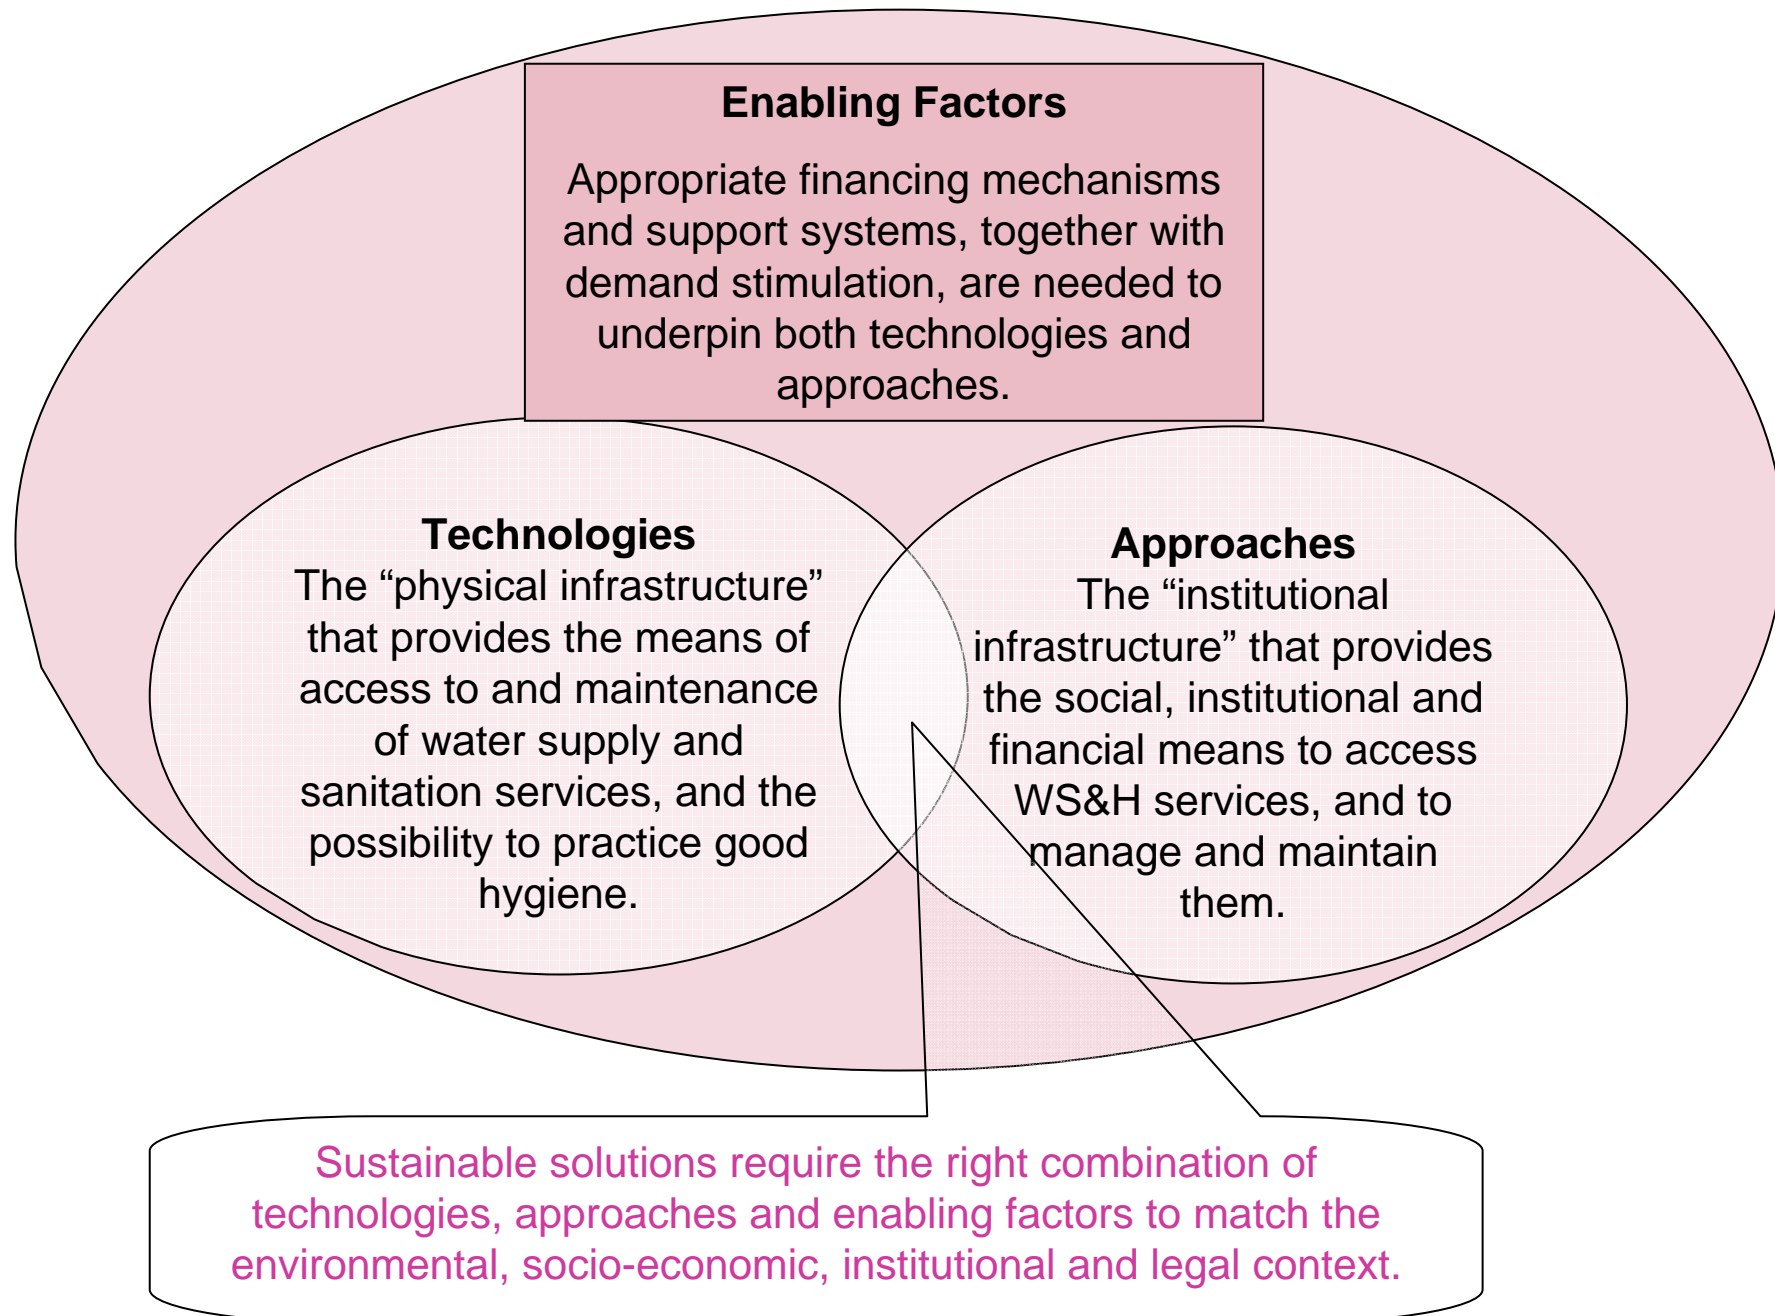 Enabling Factors
Appropriate financing mechanisms
and support systems, together with
demand stimulation, are needed to
underpin both technologies and
approaches.
Technologies
The “physical infrastructure”
that provides the means of
access to and maintenance
of water supply and
sanitation services, and the
possibility to practice good
hygiene.
Approaches
The “institutional
infrastructure” that provides
the social, institutional and
financial means to access
WS&H services, and to
manage and maintain
them.
Sustainable solutions require the right combination of
technologies, approaches and enabling factors to match the
environmental, socio-economic, institutional and legal context.